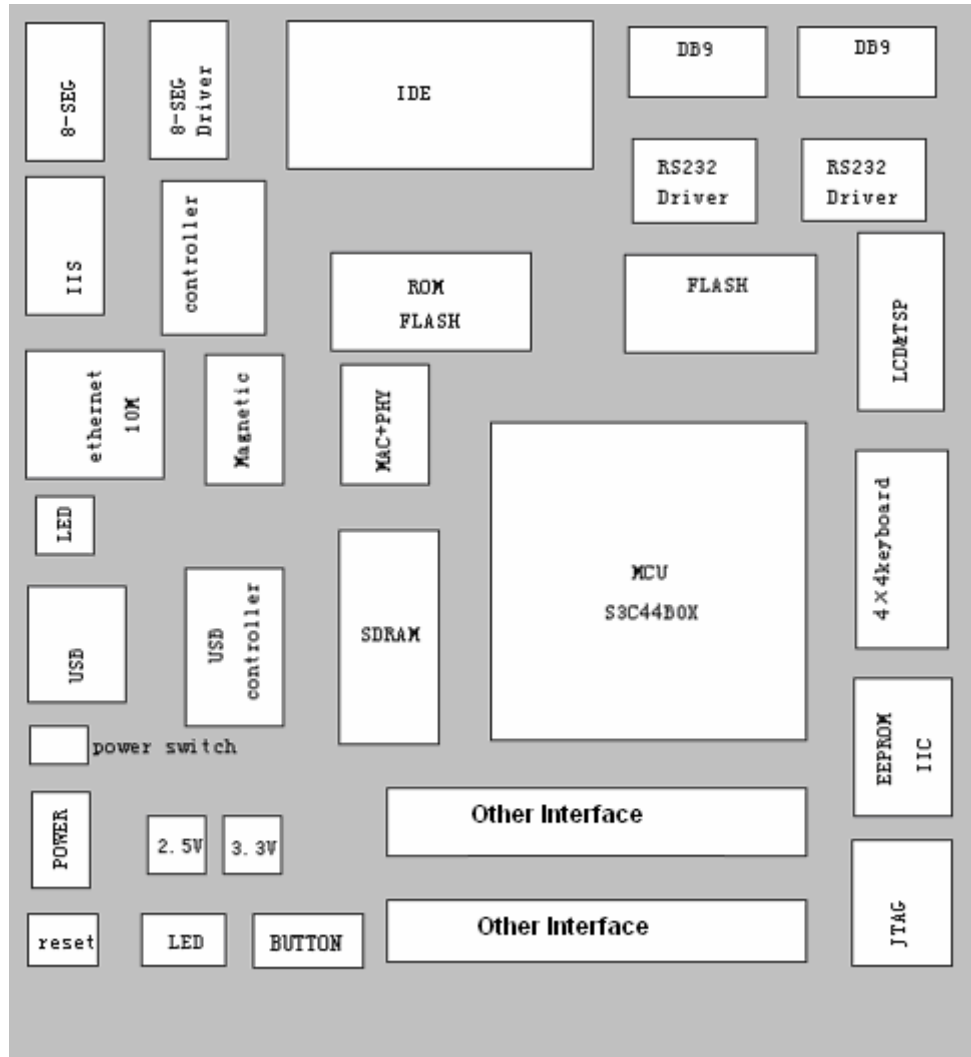 8-SEG
8-SEG
Driver
IDE
DB9
DB9
RS232
Driver
RS232
Driver
IIS
controller
ROM
FLASH
FLASH
LCD&TSP
ethernet
10M
Magnetic
MAC+PHY
LED
USB
USB
controller
SDRAM
MCU
S3C44B0X
4×4keyboard
power switch
EEPROM
IIC
POWER
2.5V
3.3V
Other Interface
reset
LED
BUTTON
Other Interface
JTAG